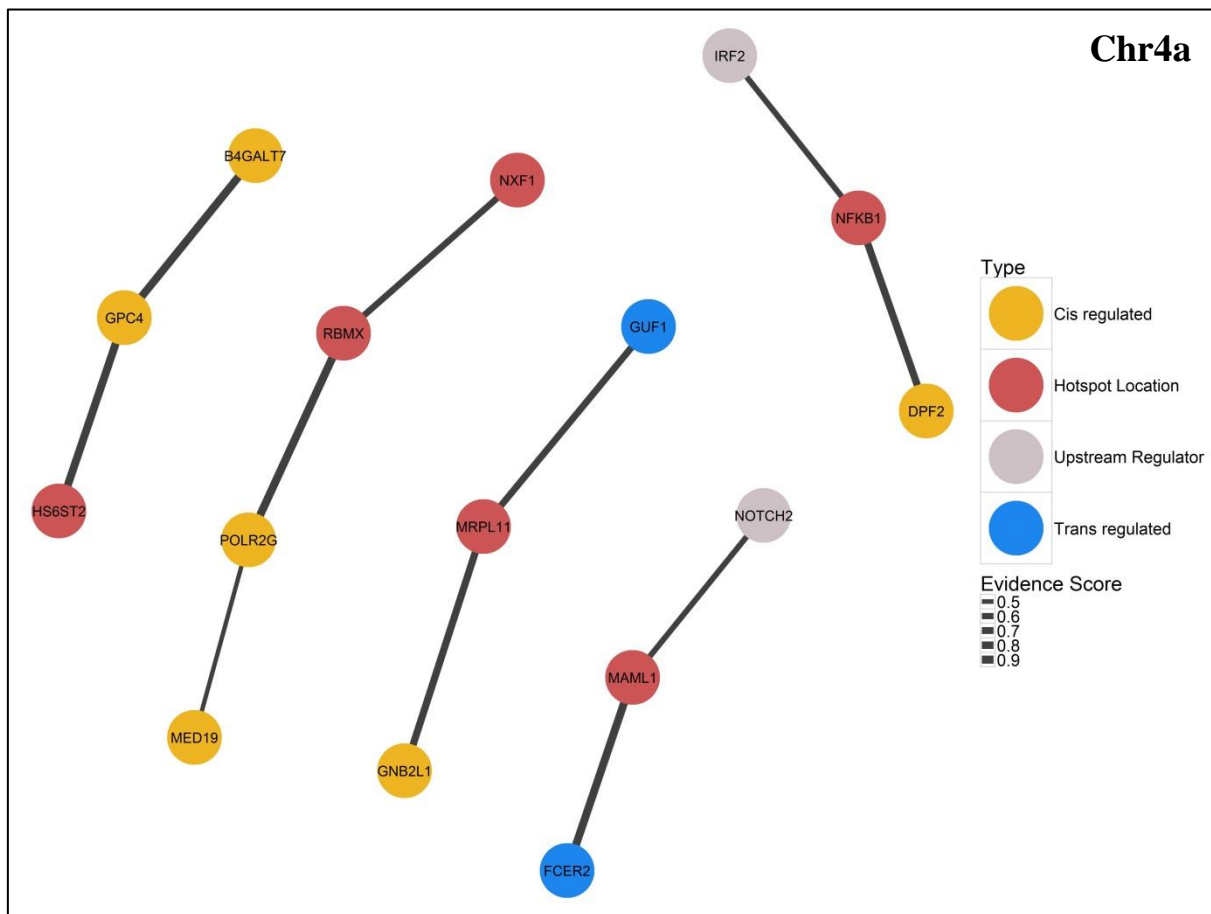 Chr4a
IRF2
B4GALT7
NXF1
NFKB1
GPC4
RBMX
GUF1
DPF2
HS6ST2
POLR2G
MRPL11
NOTCH2
MAML1
MED19
GNB2L1
FCER2
Type
Cis regulated
Hotspot Location
Upstream Regulator
Trans regulated
Evidence Score
0.5
0.6
0.7
0.8
0.9